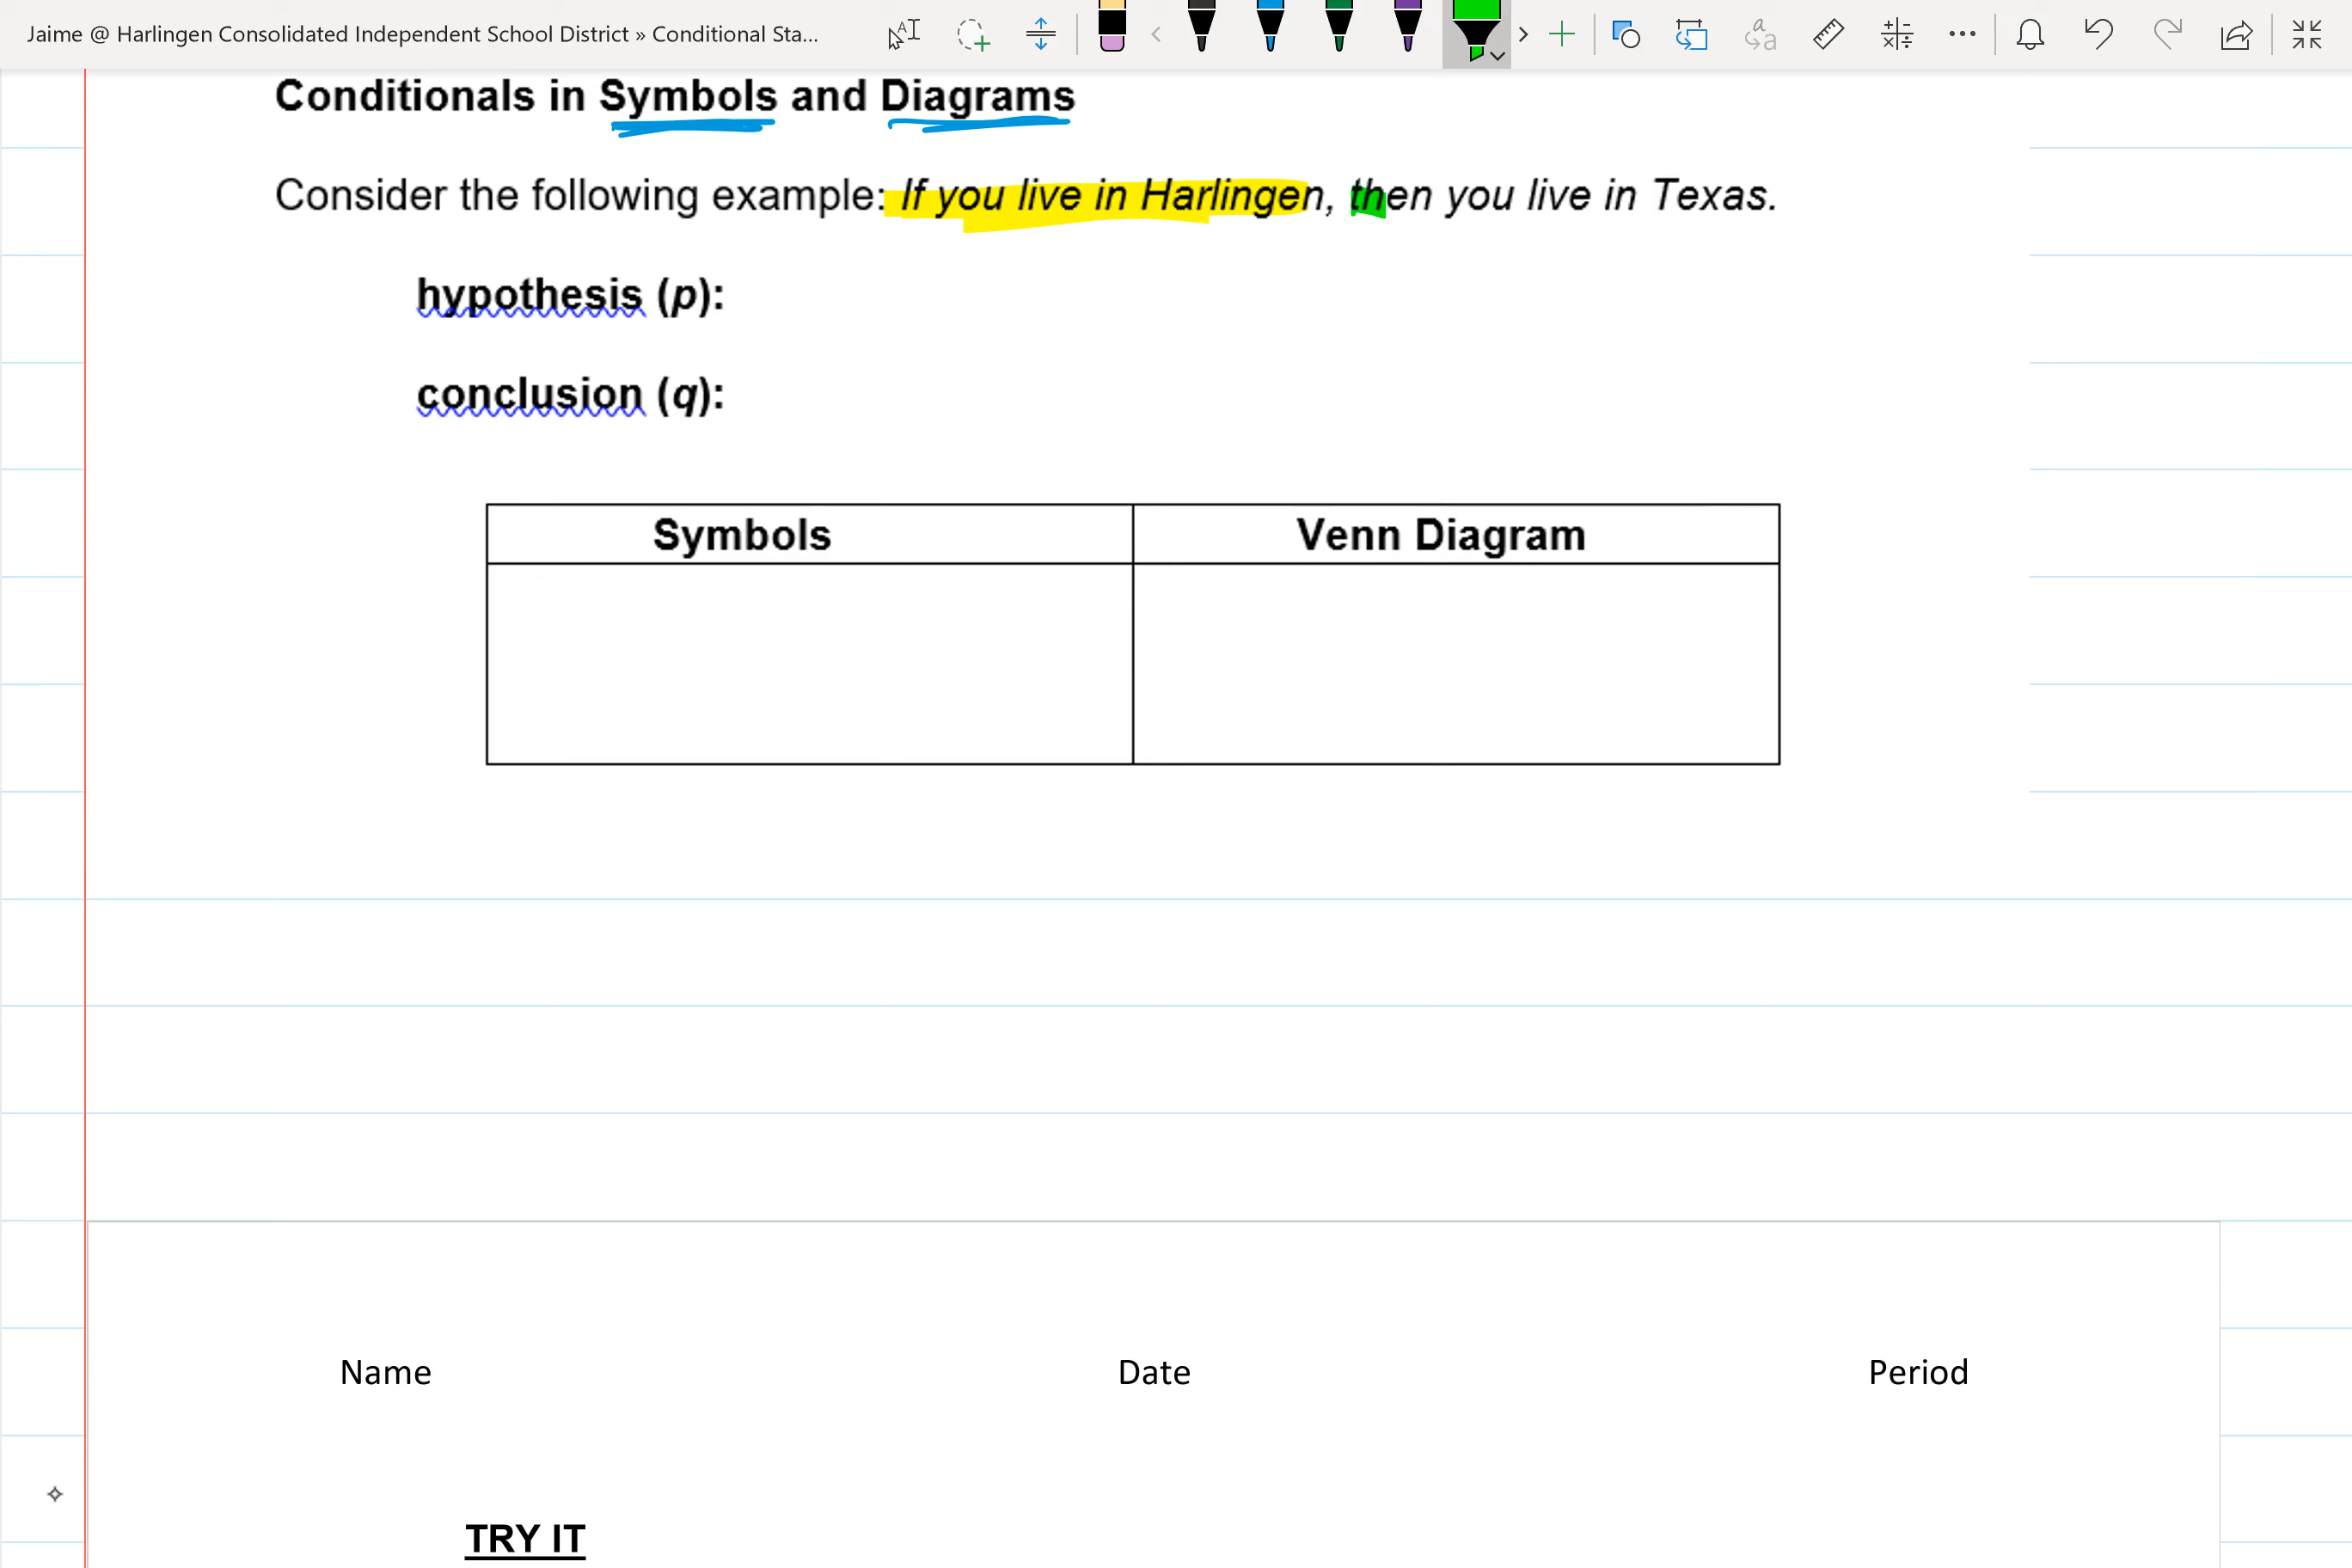 Jaime @ Harlingen Consolidated Independent School District » Conditional Sta...
Conditionals in Symbols and Diagrams
Consider the following example: If you live in Harlingen, then you live in Texas.
hypothesis (p):
conclusion (q):
Symbols Venn Diagram
Name Date Period
TRY IT